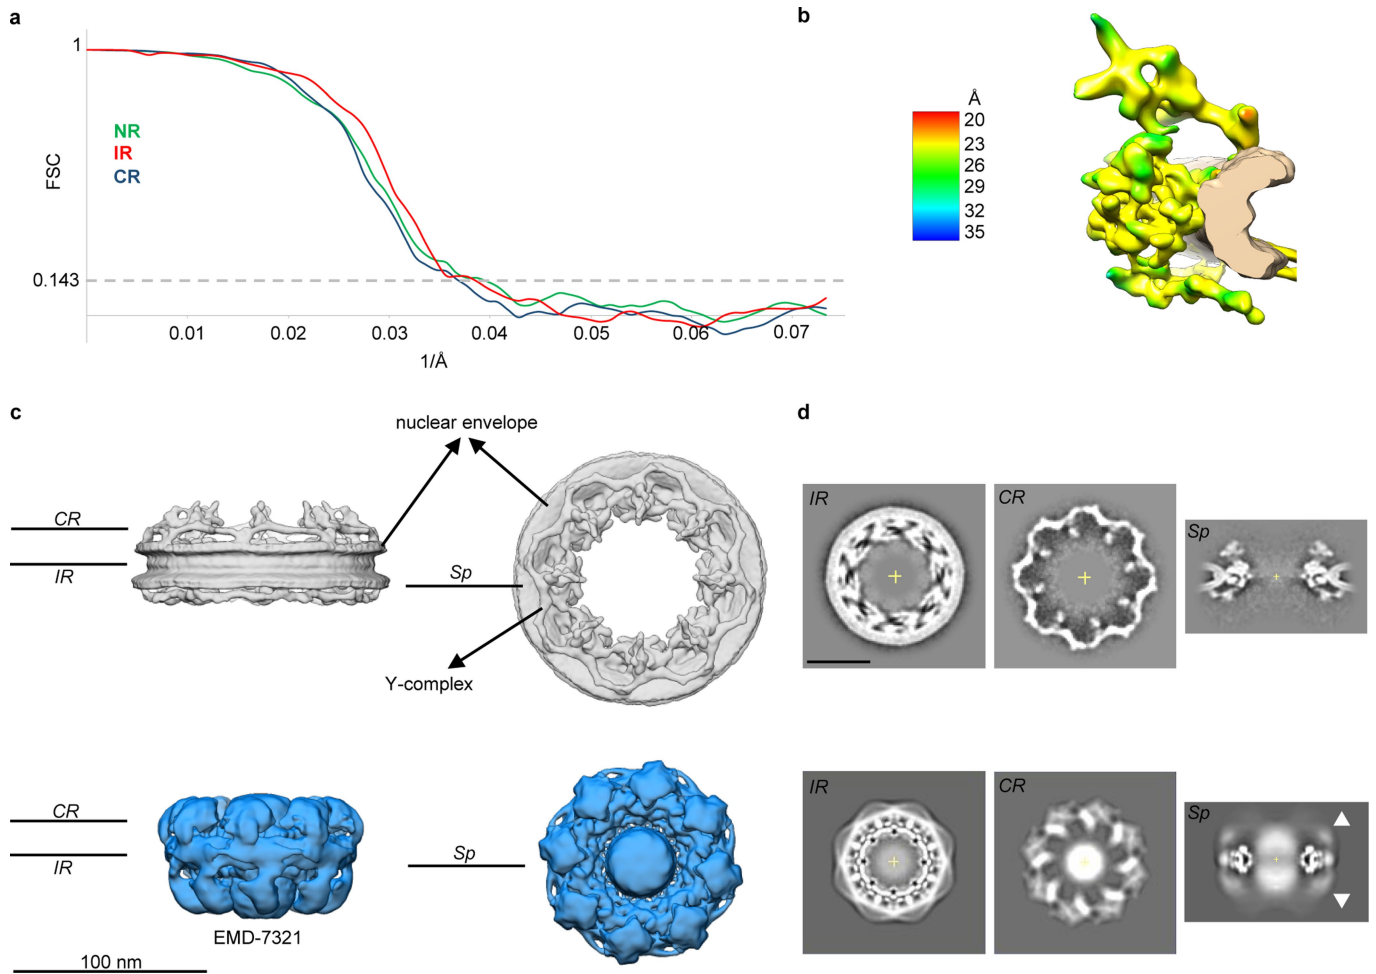 a
1
NR
IR
CR
FSC
0.143
0.01
0.02
0.03
0.04
0.05
0.06
0.07
1/Å
b
Å
20
23
26
29
32
35
c
nuclear envelope
CR
IR
Sp
Y-complex
CR
IR
Sp
EMD-7321
100 nm
d
IR
CR
Sp
IR
CR
Sp